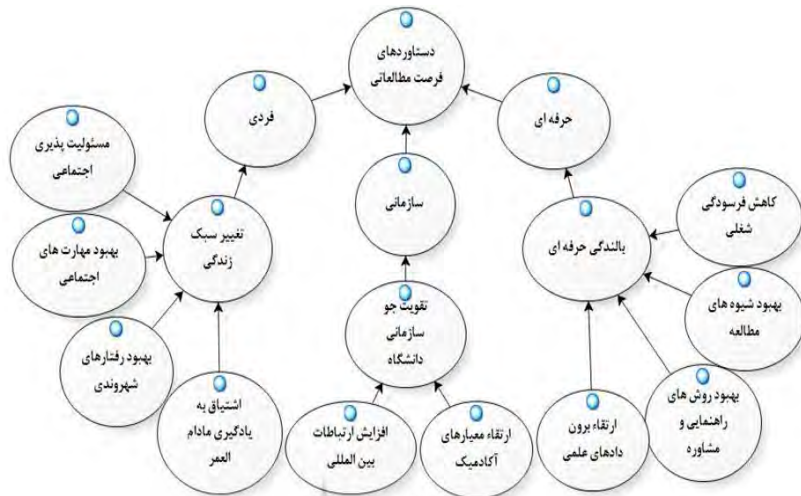 دستاوردهای
فرصت مطالعاتی
حرفه ای
سازمانی
فردی
بالندگی حرفه ای
کاهش فرسودگی
شغلی
بهبود شیوه های
مطالعه
بهبود روش های
راهنمایی و
مشاوره
ارتقاء برون
دادهای علمی
تقویت جو
سازمانی
دانشگاه
ارتقاء معیارهای
آکادمیک
افزایش ارتباطات
بین المللی
تغییر سبک
زندگی
مسئولیت پذیری
اجتماعی
بهبود مهارت های
اجتماعی
بهبود رفتارهای
شهروندی
اشتیاق به
یادگیری مادام
العمر